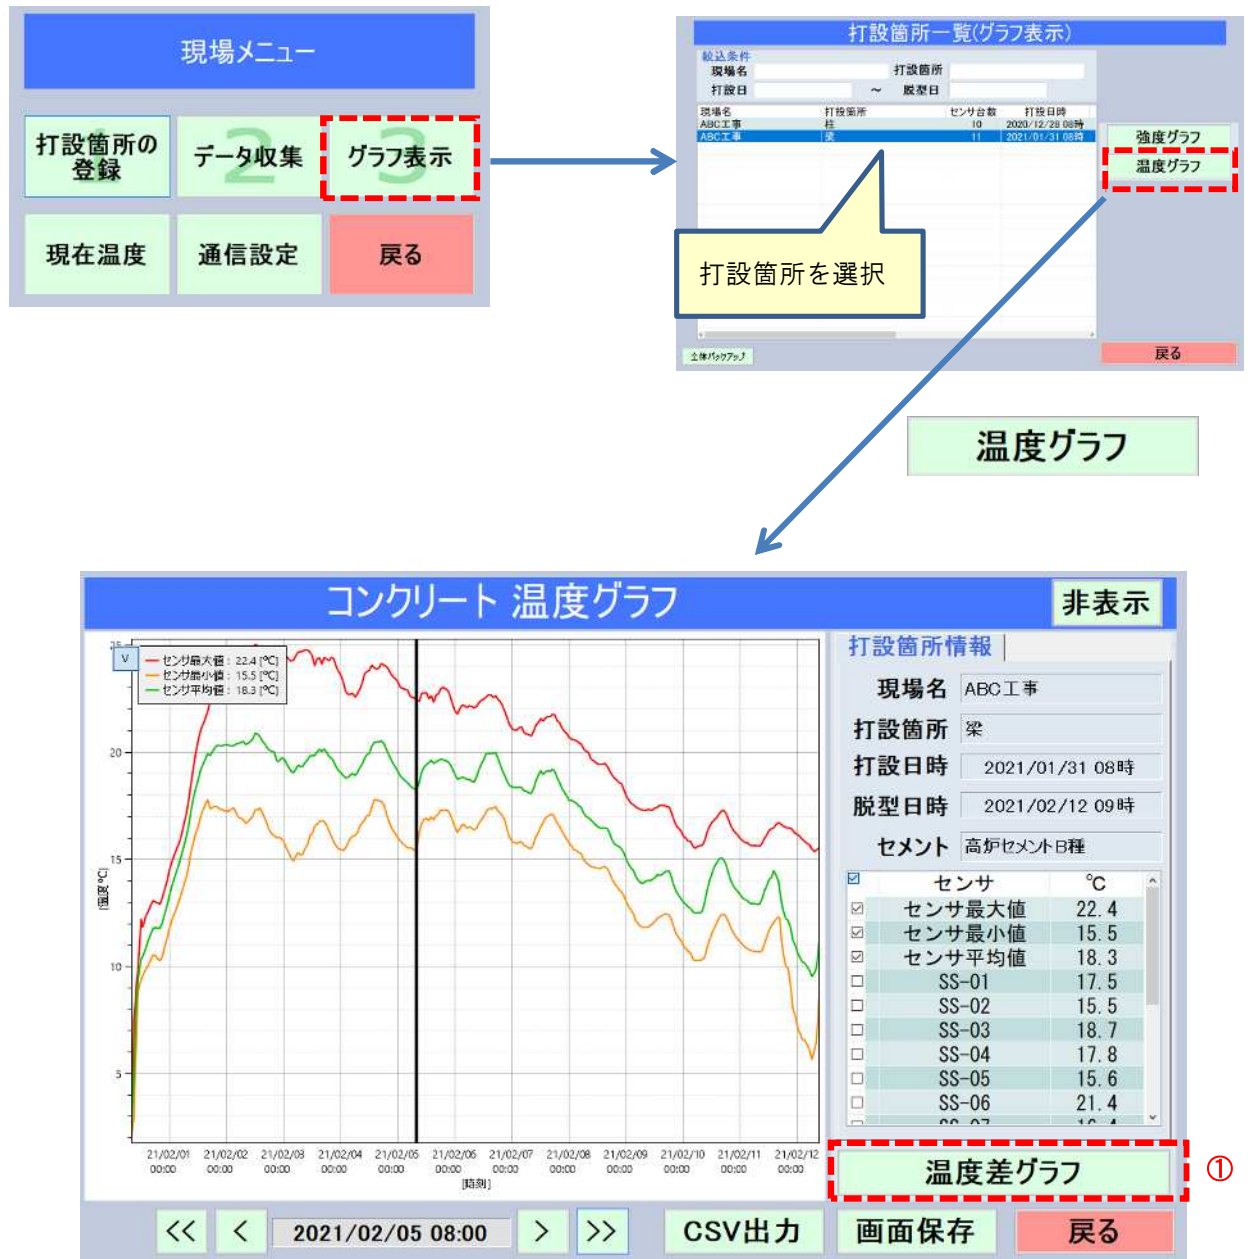 現場メニュー
打設箇所の
登録
1
データ収集
2
グラフ表示
3
現在温度
通信設定
戻る
打設箇所一覧(グラフ表示)
絞込条件
現場名
打設箇所
打設日
～
脱型日
現場名 打設箇所 センサ台数 打設日時
ABC工事 柱 10 2020/12/28 08時
ABC工事 梁 11 2021/01/31 08時
強度グラフ
温度グラフ
打設箇所を選択
全体バックアップ
戻る
温度グラフ
コンクリート 温度グラフ
非表示
25
V
センサ最大値 : 22.4 [℃]
センサ最小値 : 15.5 [℃]
センサ平均値 : 18.3 [℃]
20
15
10
5
[温度℃]
21/02/01 21/02/02 21/02/03 21/02/04 21/02/05 21/02/06 21/02/07 21/02/08 21/02/09 21/02/10 21/02/11 21/02/12
00:00 00:00 00:00 00:00 00:00 00:00 00:00 00:00 00:00 00:00 00:00 00:00
[時刻]
打設箇所情報
現場名 ABC工事
打設箇所 梁
打設日時 2021/01/31 08時
脱型日時 2021/02/12 09時
セメント 高炉セメントB種
センサ ℃
センサ最大値 22.4
センサ最小値 15.5
センサ平均値 18.3
SS-01 17.5
SS-02 15.5
SS-03 18.7
SS-04 17.8
SS-05 15.6
SS-06 21.4
SS-07 16.4
温度差グラフ
①
<< < 2021/02/05 08:00 > >>
CSV出力
画面保存
戻る